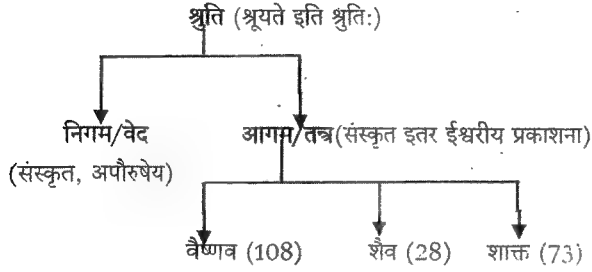 श्रुति (श्रूयते इति श्रुतिः)
निगम/वेद
(संस्कृत, अपौरुषेय)
आगम/तन्त्र(संस्कृत इतर ईश्वरीय प्रकाशना)
वैष्णव (108)
शैव (28)
शाक्त (73)